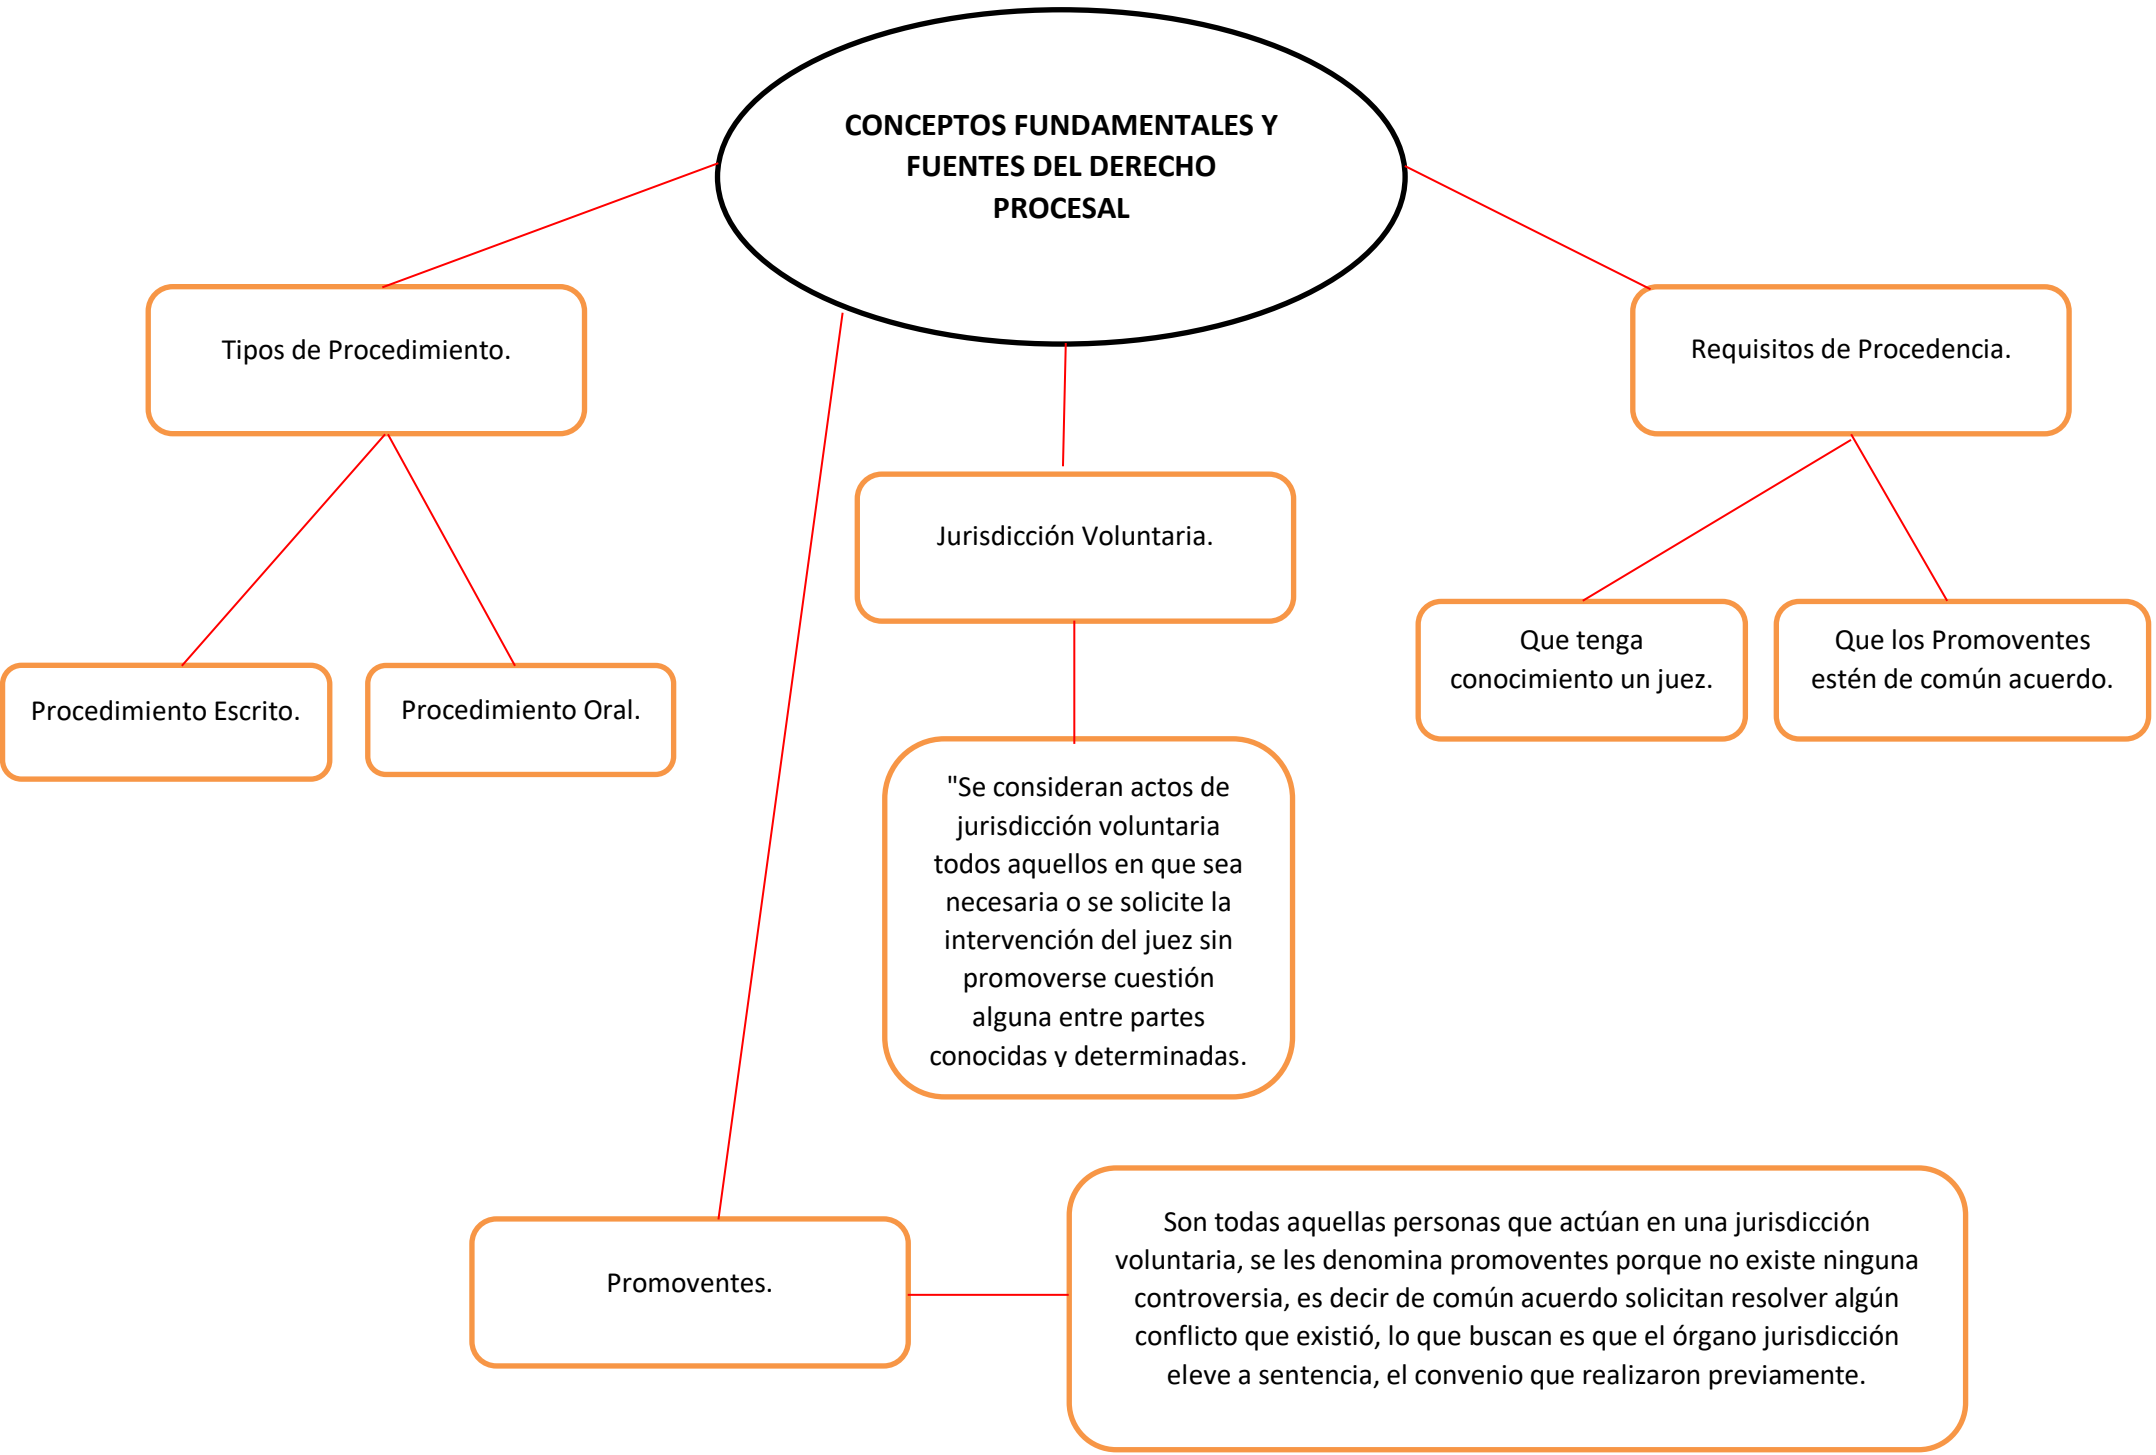 CONCEPTOS FUNDAMENTALES Y
FUENTES DEL DERECHO
PROCESAL
Tipos de Procedimiento.
Requisitos de Procedencia.
Jurisdicción Voluntaria.
Procedimiento Escrito.
Procedimiento Oral.
Que tenga
conocimiento un juez.
Que los Promoventes
estén de común acuerdo.
"Se consideran actos de
jurisdicción voluntaria
todos aquellos en que sea
necesaria o se solicite la
intervención del juez sin
promoverse cuestión
alguna entre partes
conocidas y determinadas.
Promoventes.
Son todas aquellas personas que actúan en una jurisdicción
voluntaria, se les denomina promoventes porque no existe ninguna
controversia, es decir de común acuerdo solicitan resolver algún
conflicto que existió, lo que buscan es que el órgano jurisdicción
eleve a sentencia, el convenio que realizaron previamente.